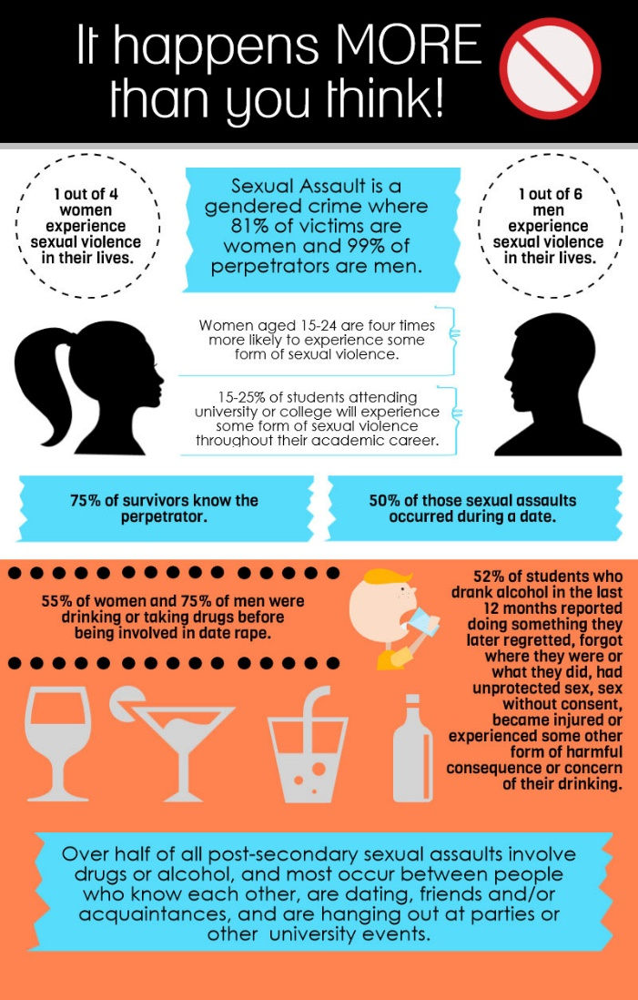 It happens MORE
than you think!
1 out of 4
women
experience
sexual violence
in their lives.
Sexual Assault is a
gendered crime where
81% of victims are
women and 99% of
perpetrators are men.
1 out of 6
men
experience
sexual violence
in their lives.
Women aged 15-24 are four times
more likely to experience some
form of sexual violence.
15-25% of students attending
university or college will experience
some form of sexual violence
throughout their academic career.
75% of survivors know the
perpetrator.
50% of those sexual assaults
occurred during a date.
55% of women and 75% of men were
drinking or taking drugs before
being involved in date rape.
52% of students who
drank alcohol in the last
12 months reported
doing something they
later regretted, forgot
where they were or
what they did, had
unprotected sex, sex
without consent,
became injured or
experienced some other
form of harmful
consequence or concern
of their drinking.
Over half of all post-secondary sexual assaults involve
drugs or alcohol, and most occur between people
who know each other, are dating, friends and/or
acquaintances, and are hanging out at parties or
other university events.